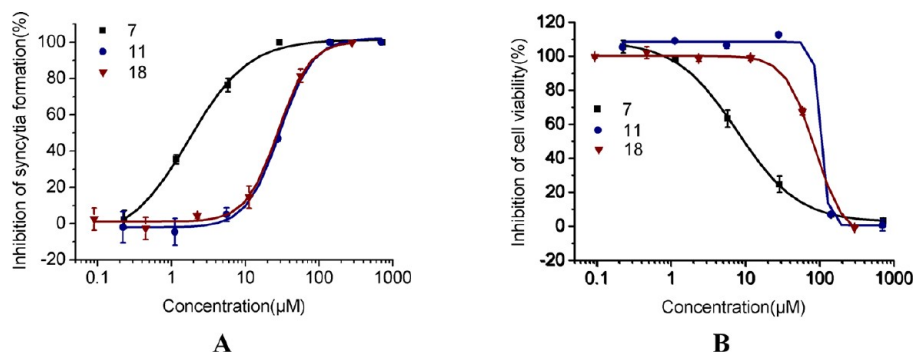 Inhibition of syncytia formation(%)
100
80
60
40
20
0
-20
7
11
18
0.1 1 10 100 1000
Concentration(µM)
A
Inhibition of cell viability(%)
120
100
80
60
40
20
0
-20
7
11
18
0.1 1 10 100 1000
Concentration(µM)
B